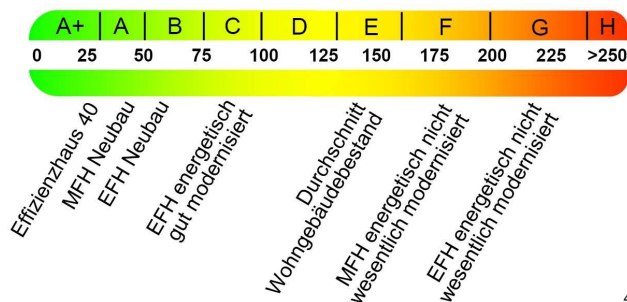 A+ A B C D E F G H
0 25 50 75 100 125 150 175 200 225 >250
Effizienzhaus 40
MFH Neubau
EFH Neubau
EFH energetisch
gut modernisiert
Durchschnitt
Wohngebäudebestand
MFH energetisch nicht
wesentlich modernisiert
EFH energetisch nicht
wesentlich modernisiert